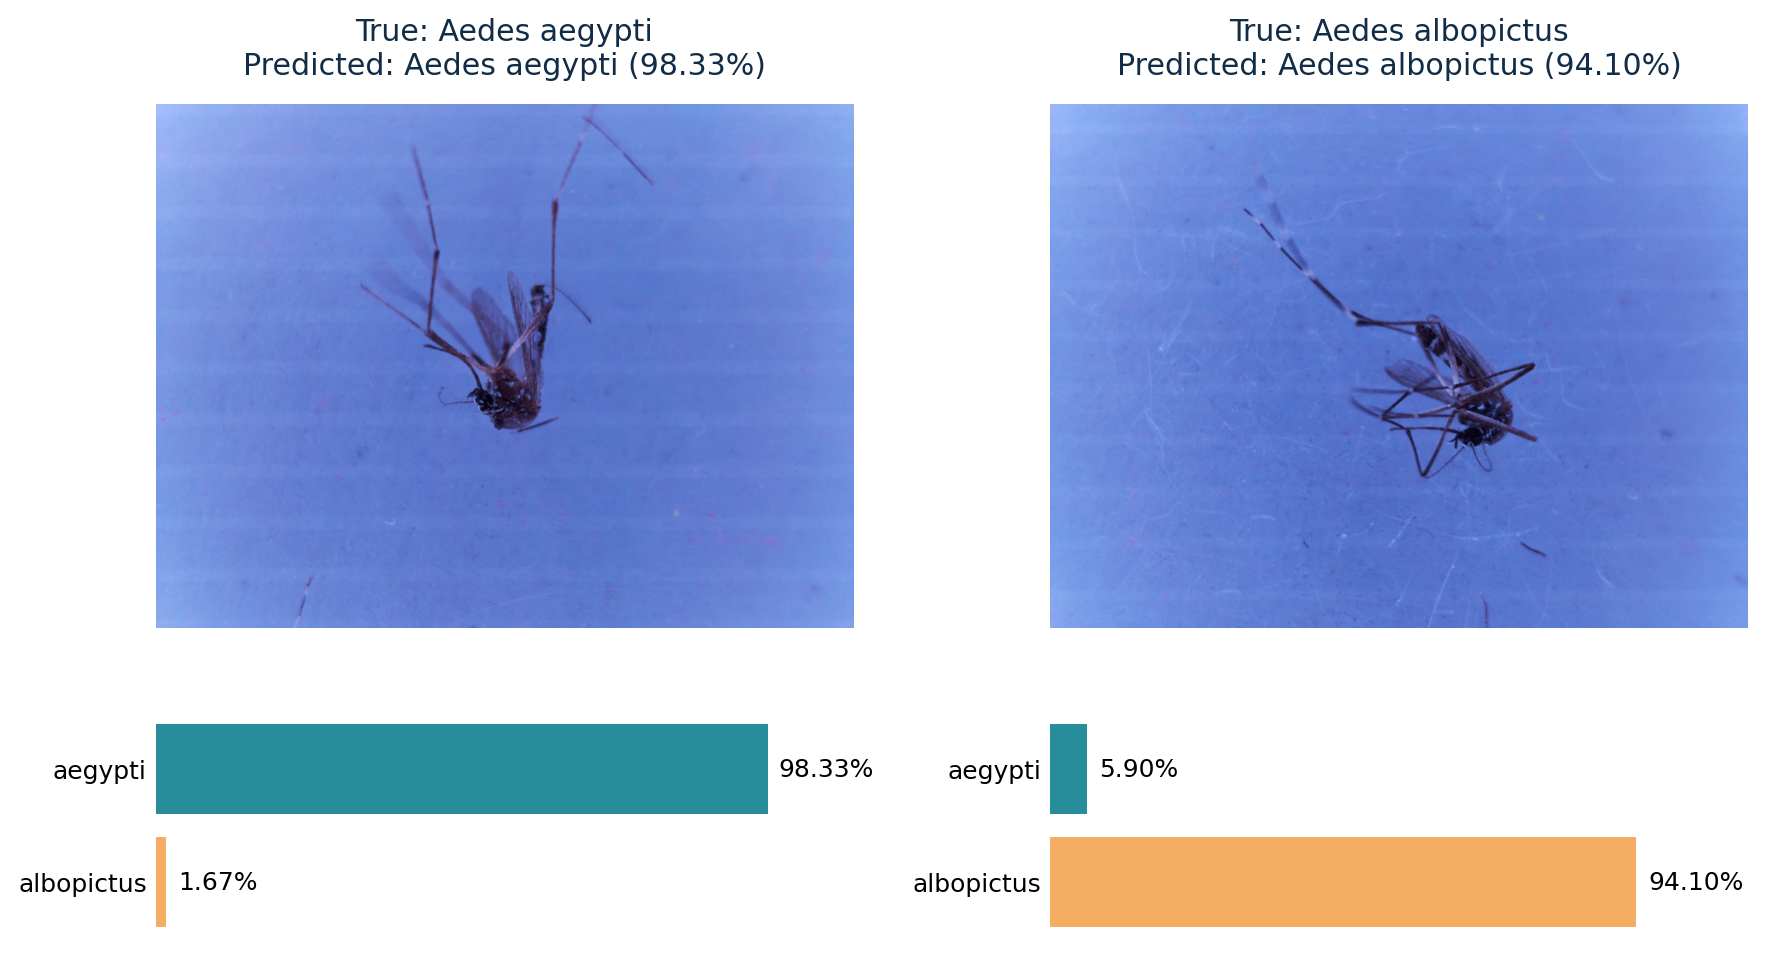 True: Aedes aegypti
Predicted: Aedes aegypti (98.33%)
True: Aedes albopictus
Predicted: Aedes albopictus (94.10%)
aegypti
98.33%
albopictus
1.67%
aegypti
5.90%
albopictus
94.10%